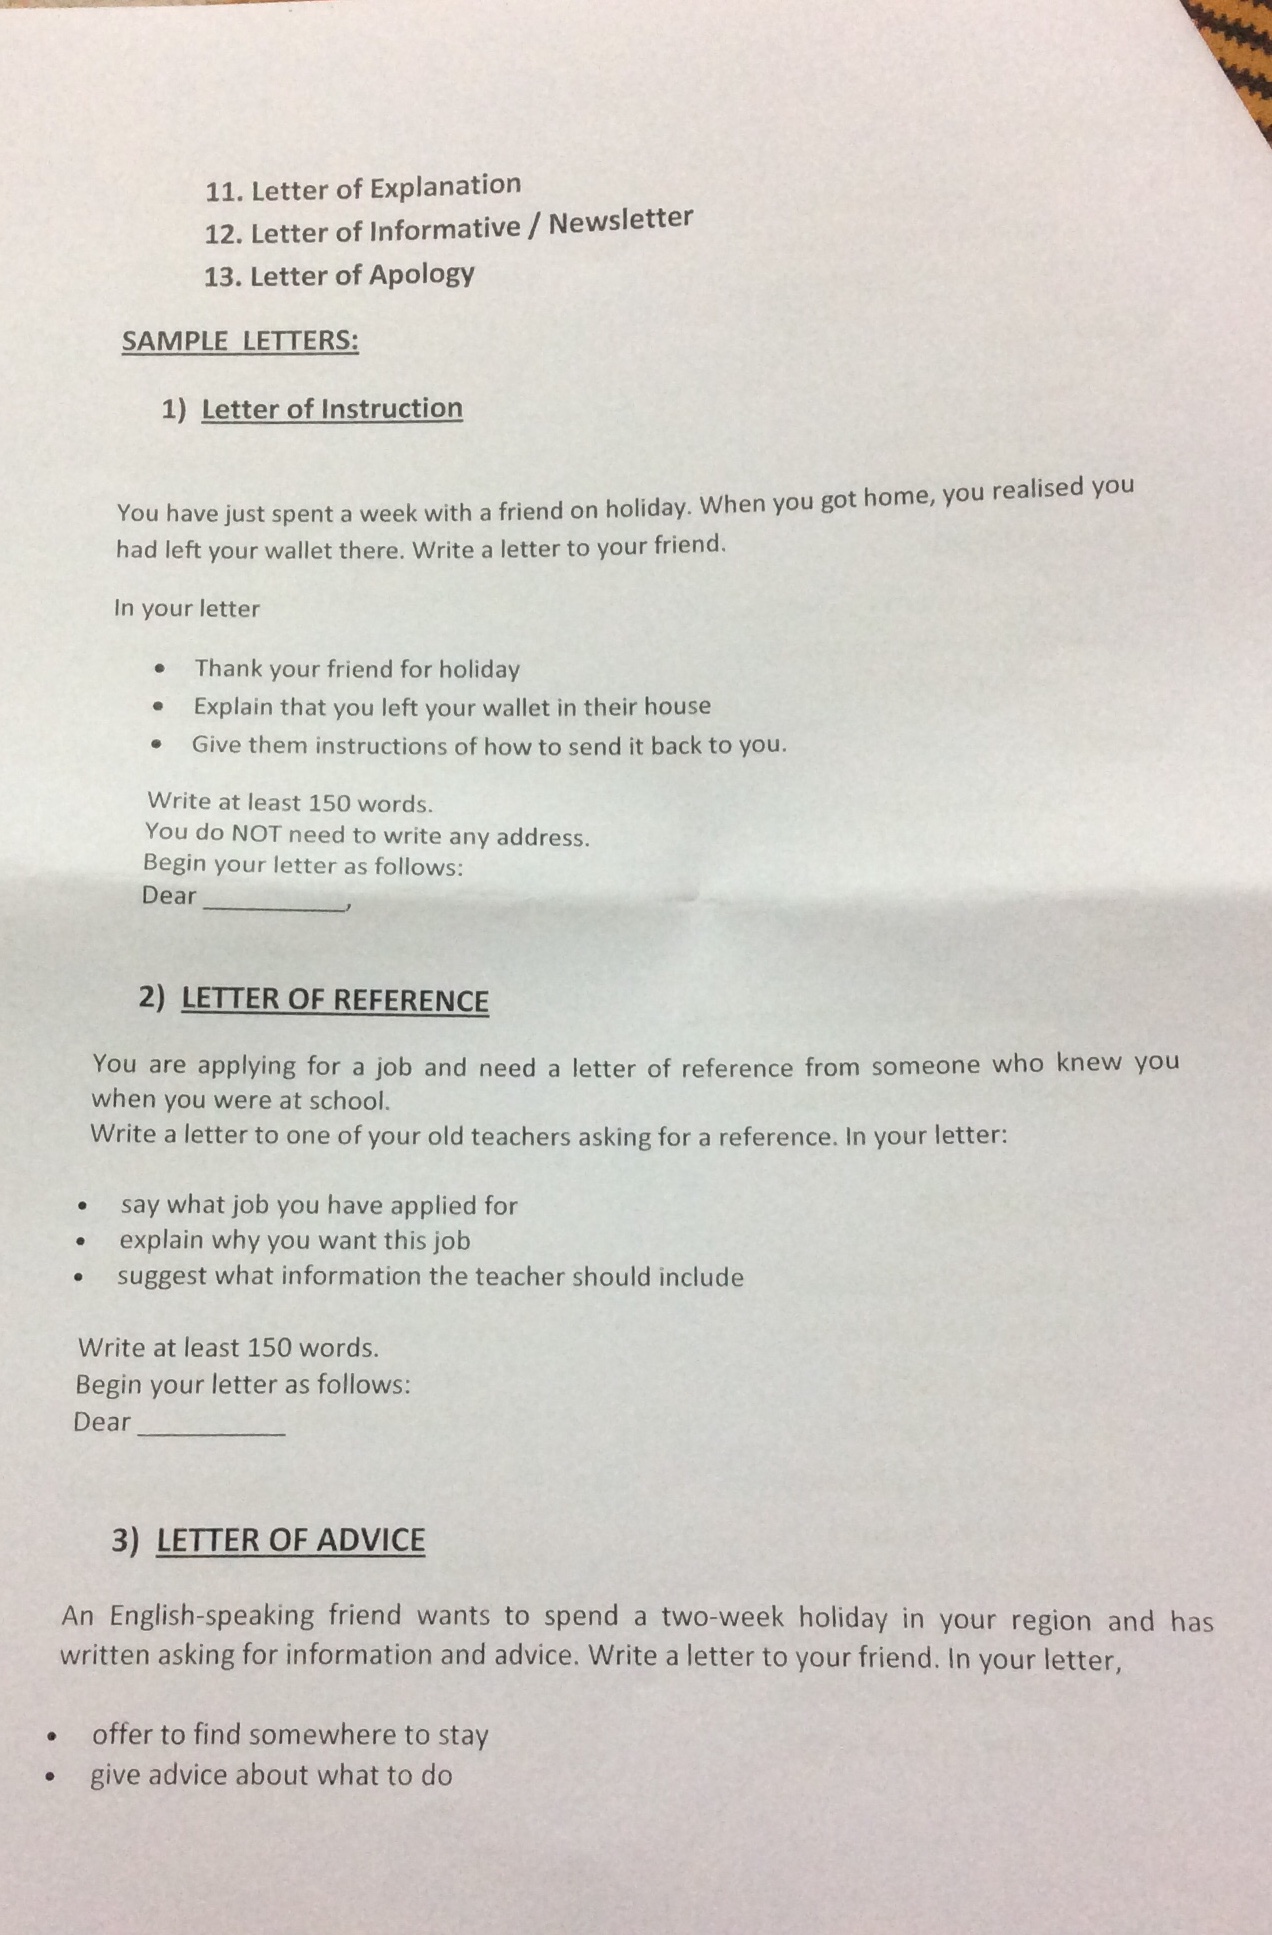 11. Letter of Explanation
12. Letter of Informative / Newsletter
13. Letter of Apology
SAMPLE LETTERS:
1) Letter of Instruction
You have just spent a week with a friend on holiday. When you got home, you realised you
had left your wallet there. Write a letter to your friend.
In your letter
• Thank your friend for holiday
• Explain that you left your wallet in their house
• Give them instructions of how to send it back to you.
Write at least 150 words.
You do NOT need to write any address.
Begin your letter as follows:
Dear __________,
2) LETTER OF REFERENCE
You are applying for a job and need a letter of reference from someone who knew you
when you were at school.
Write a letter to one of your old teachers asking for a reference. In your letter:
• say what job you have applied for
• explain why you want this job
• suggest what information the teacher should include
Write at least 150 words.
Begin your letter as follows:
Dear __________
3) LETTER OF ADVICE
An English-speaking friend wants to spend a two-week holiday in your region and has
written asking for information and advice. Write a letter to your friend. In your letter,
• offer to find somewhere to stay
• give advice about what to do